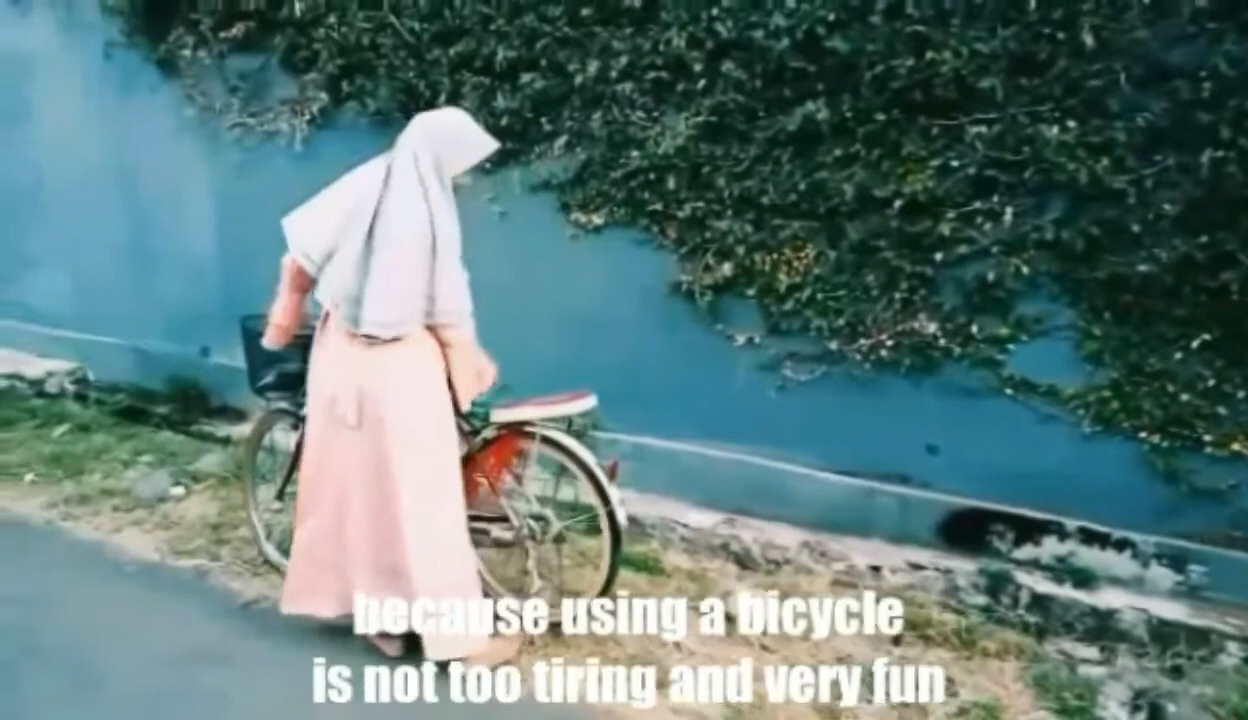 because using a bicycle
is not too tiring and very fun